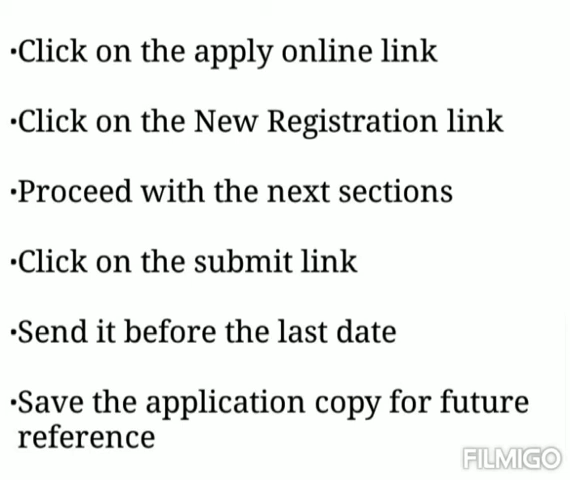 •Click on the apply online link
•Click on the New Registration link
•Proceed with the next sections
•Click on the submit link
•Send it before the last date
•Save the application copy for future
reference
FILMIGO